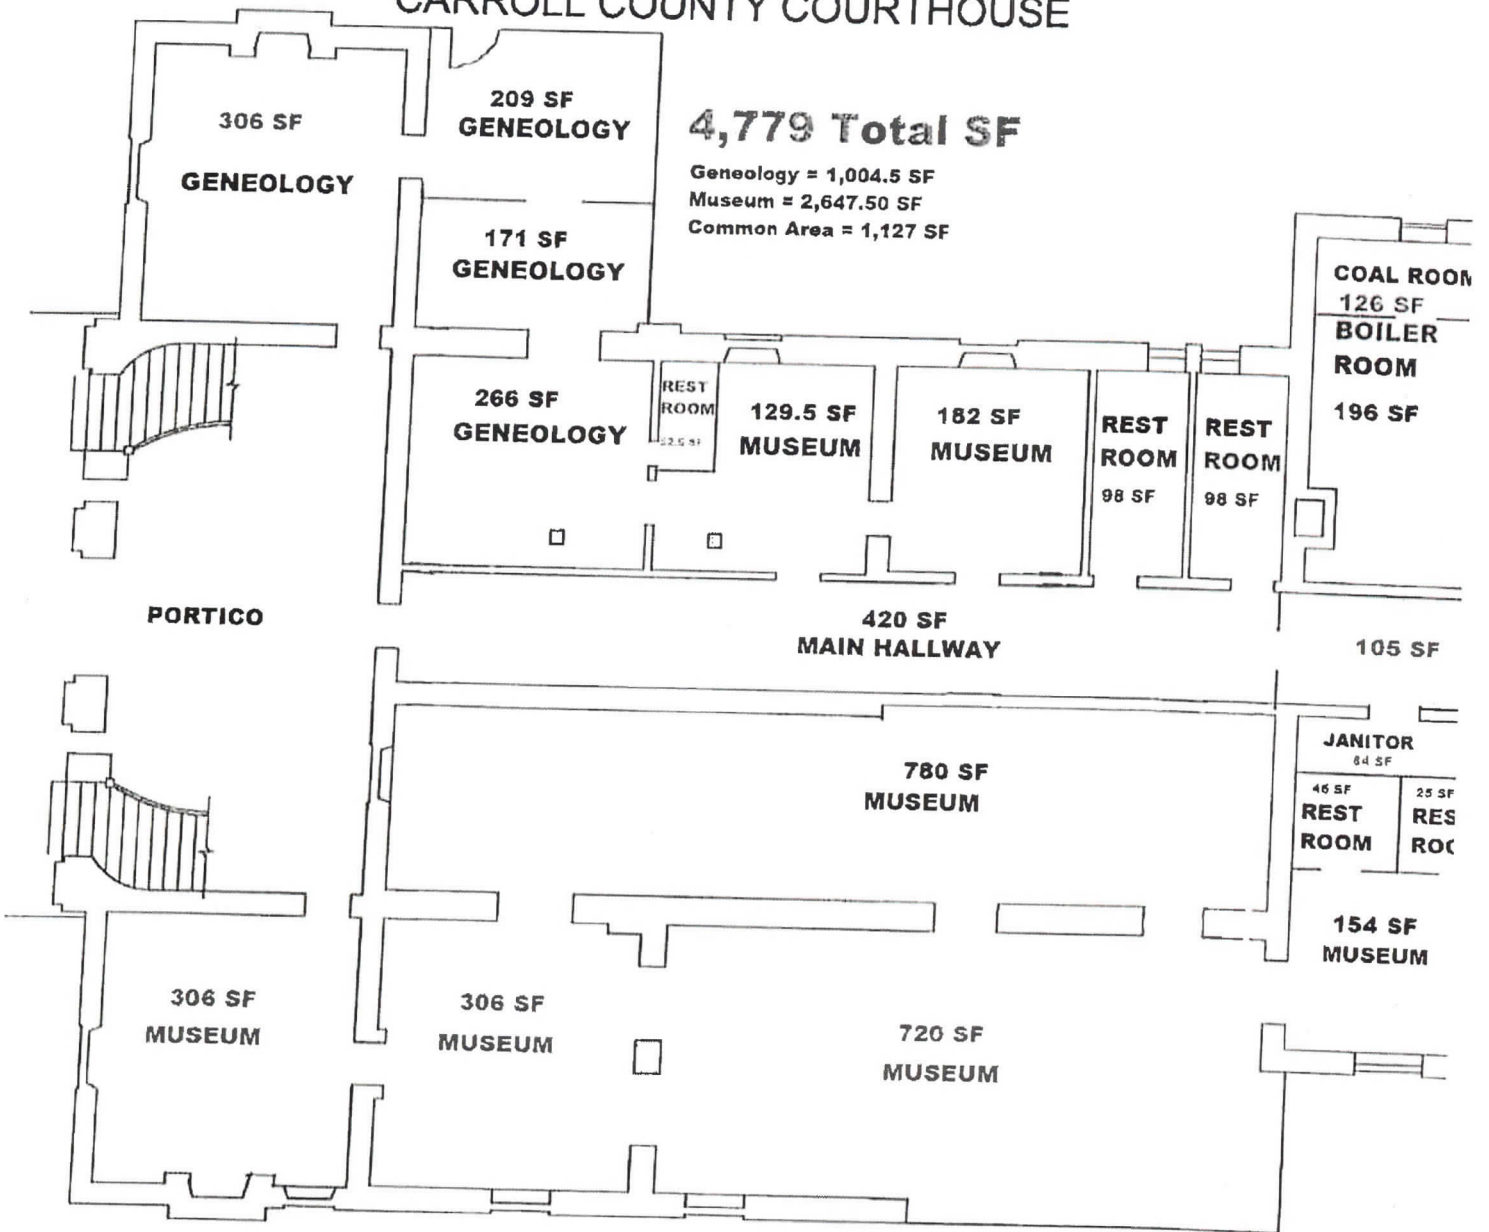 CARROLL COUNTY COURTHOUSE
306 SF
GENEOLOGY
209 SF
GENEOLOGY
4,779 Total SF
Geneology = 1,004.5 SF
Museum = 2,647.50 SF
Common Area = 1,127 SF
171 SF
GENEOLOGY
COAL ROOM
126 SF
BOILER
ROOM
196 SF
266 SF
GENEOLOGY
REST
ROOM
129.5 SF
MUSEUM
182 SF
MUSEUM
REST
ROOM
98 SF
REST
ROOM
98 SF
PORTICO
420 SF
MAIN HALLWAY
105 SF
780 SF
MUSEUM
JANITOR
64 SF
46 SF
REST
ROOM
25 SF
RES
ROO
154 SF
MUSEUM
306 SF
MUSEUM
306 SF
MUSEUM
720 SF
MUSEUM